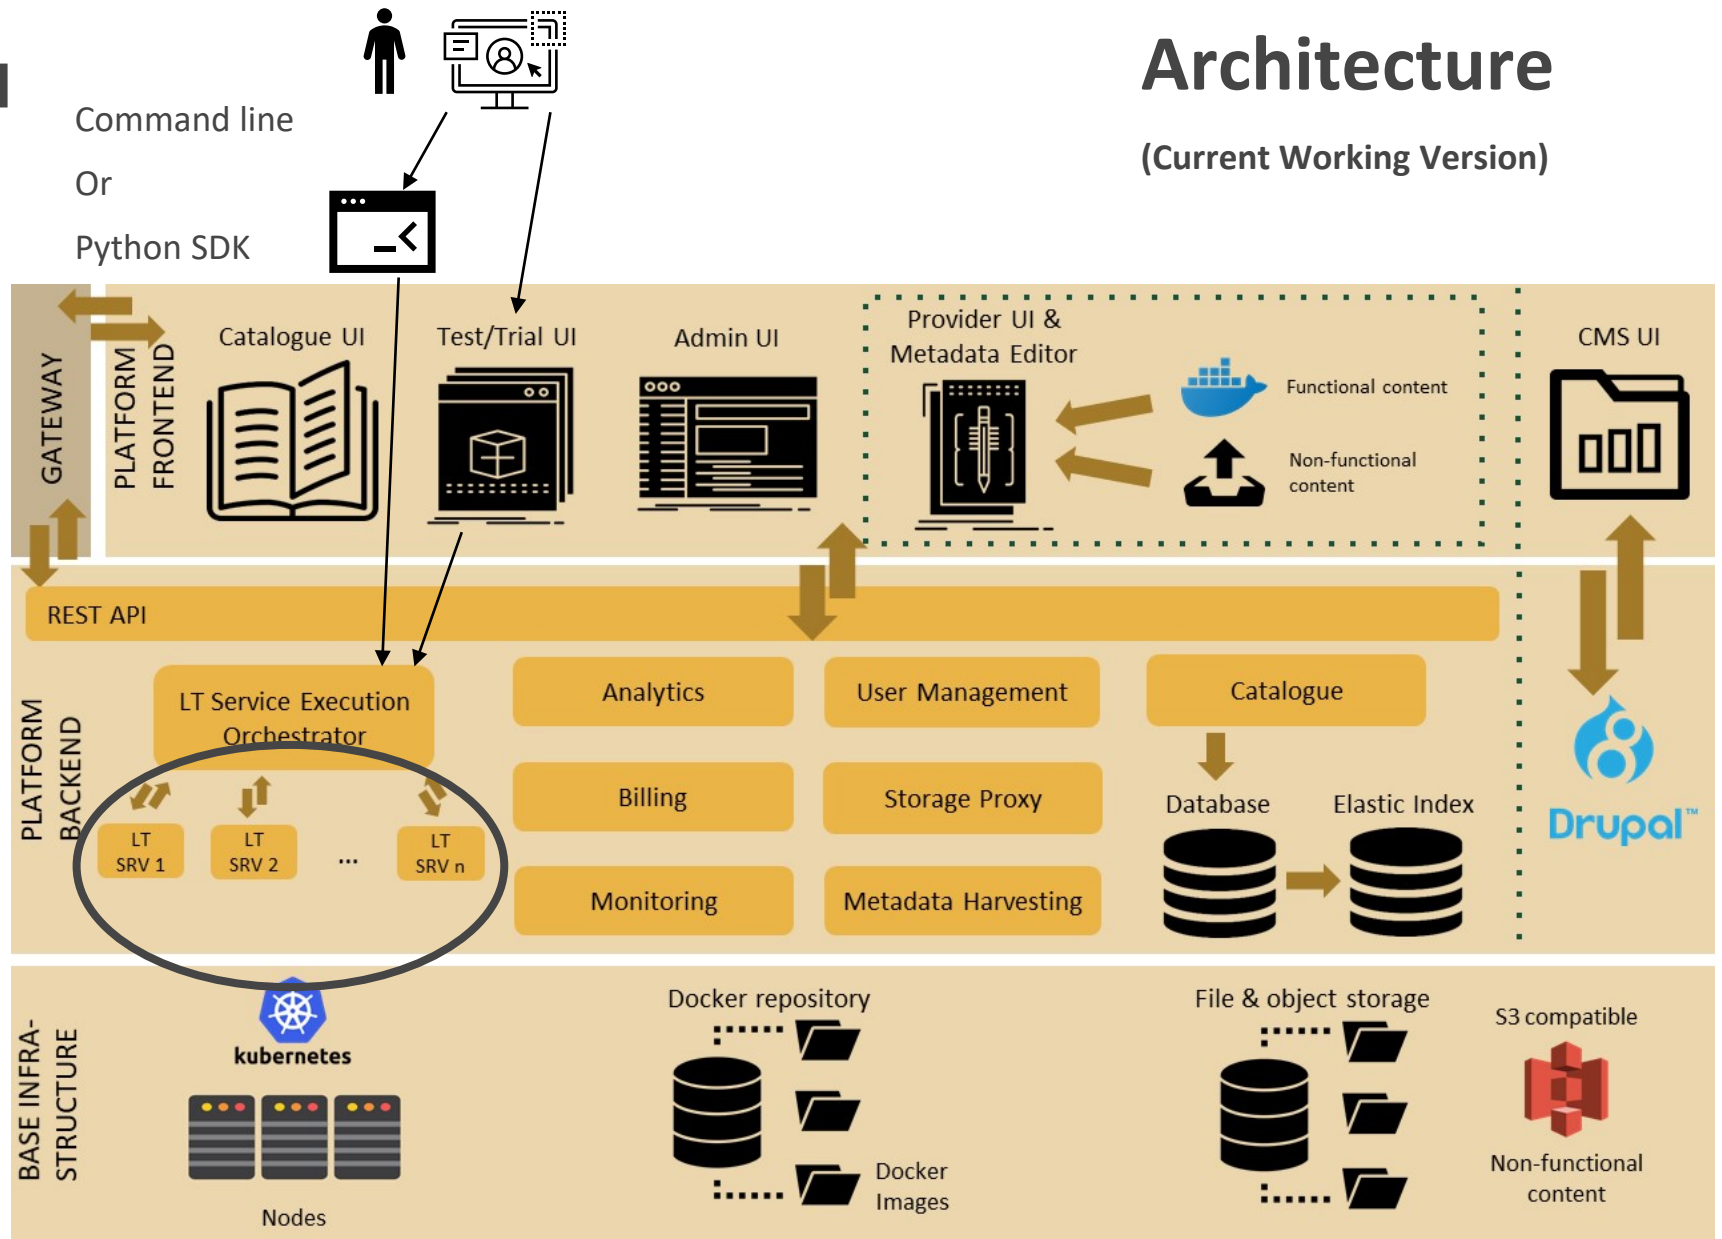 Architecture
(Current Working Version)
Command line
Or
Python SDK
GATEWAY
PLATFORM
FRONTEND
Catalogue UI
Test/Trial UI
Admin UI
Provider UI &
Metadata Editor
Functional content
Non-functional
content
CMS UI
REST API
PLATFORM
BACKEND
LT Service Execution
Orchestrator
LT
SRV 1
LT
SRV 2
...
LT
SRV n
Analytics
User Management
Catalogue
Billing
Storage Proxy
Database
Elastic Index
Monitoring
Metadata Harvesting
Drupal™
BASE INFRA-
STRUCTURE
kubernetes
Nodes
Docker repository
Docker
Images
File & object storage
S3 compatible
Non-functional
content